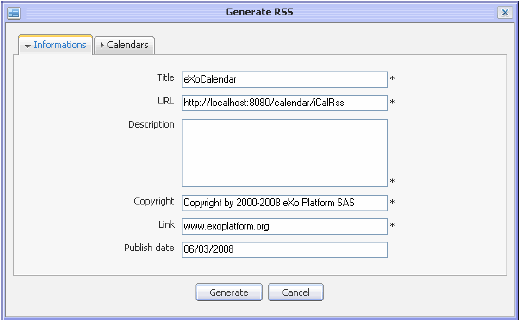 Generate RSS
Informations Calendars
Title eXoCalendar *
URL http://localhost:8080/calendar/iCalRss *
Description *
Copyright Copyright by 2000-2008 eXo Platform SAS *
Link www.exoplatform.org *
Publish date 06/03/2008
Generate Cancel